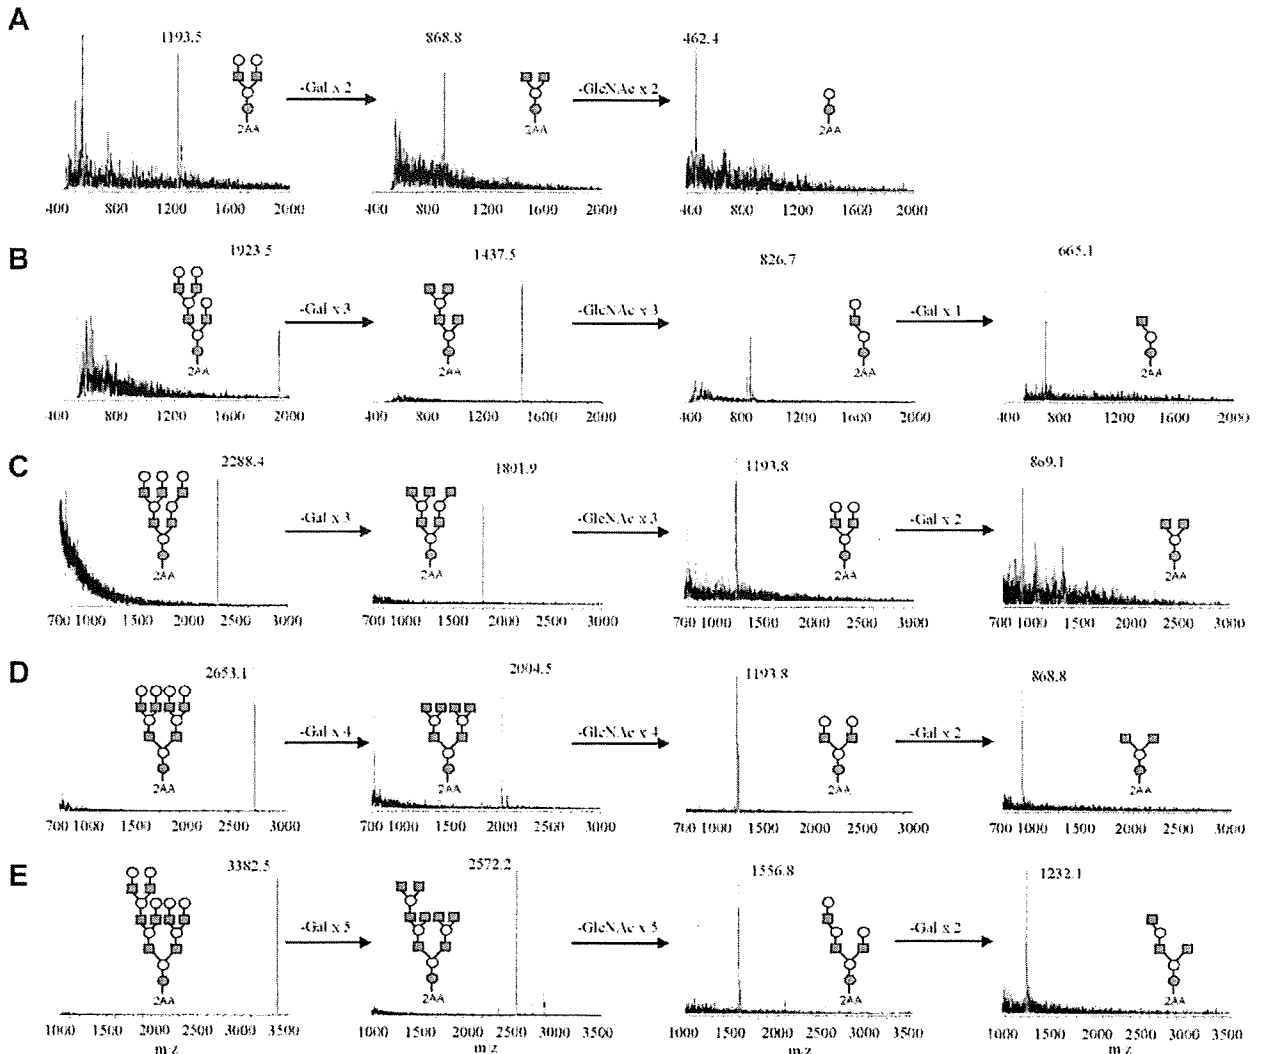 A
1193.5
868.8
462.4
-Gal x 2
-GlcNAc x 2
2AA
2AA
2AA
400 800 1200 1600 2000
400 800 1200 1600 2000
400 800 1200 1600 2000
B
1923.5
1437.5
826.7
665.1
-Gal x 3
-GlcNAc x 3
-Gal x 1
2AA
2AA
2AA
2AA
400 800 1200 1600 2000
400 800 1200 1600 2000
400 800 1200 1600 2000
400 800 1200 1600 2000
C
2288.4
1801.9
1193.8
869.1
-Gal x 3
-GlcNAc x 3
-Gal x 2
2AA
2AA
2AA
2AA
700 1000 1500 2000 2500 3000
700 1000 1500 2000 2500 3000
700 1000 1500 2000 2500 3000
700 1000 1500 2000 2500 3000
D
2653.1
2004.5
1193.8
868.8
-Gal x 4
-GlcNAc x 4
-Gal x 2
2AA
2AA
2AA
2AA
700 1000 1500 2000 2500 3000
700 1000 1500 2000 2500 3000
700 1000 1500 2000 2500 3000
700 1000 1500 2000 2500 3000
E
3382.5
2572.2
1556.8
1232.1
-Gal x 5
-GlcNAc x 5
-Gal x 2
2AA
2AA
2AA
2AA
1000 1500 2000 2500 3000 3500
1000 1500 2000 2500 3000 3500
1000 1500 2000 2500 3000 3500
1000 1500 2000 2500 3000 3500
m/z
m/z
m/z
m/z